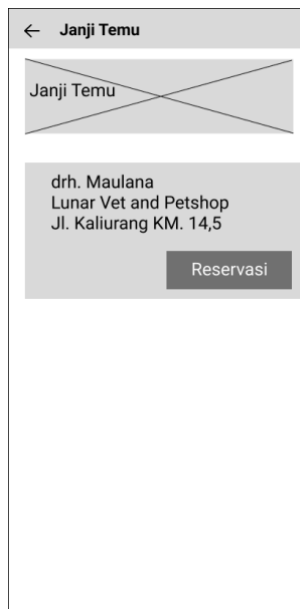 Janji Temu
Janji Temu
drh. Maulana
Lunar Vet and Petshop
Jl. Kaliurang KM. 14,5
Reservasi